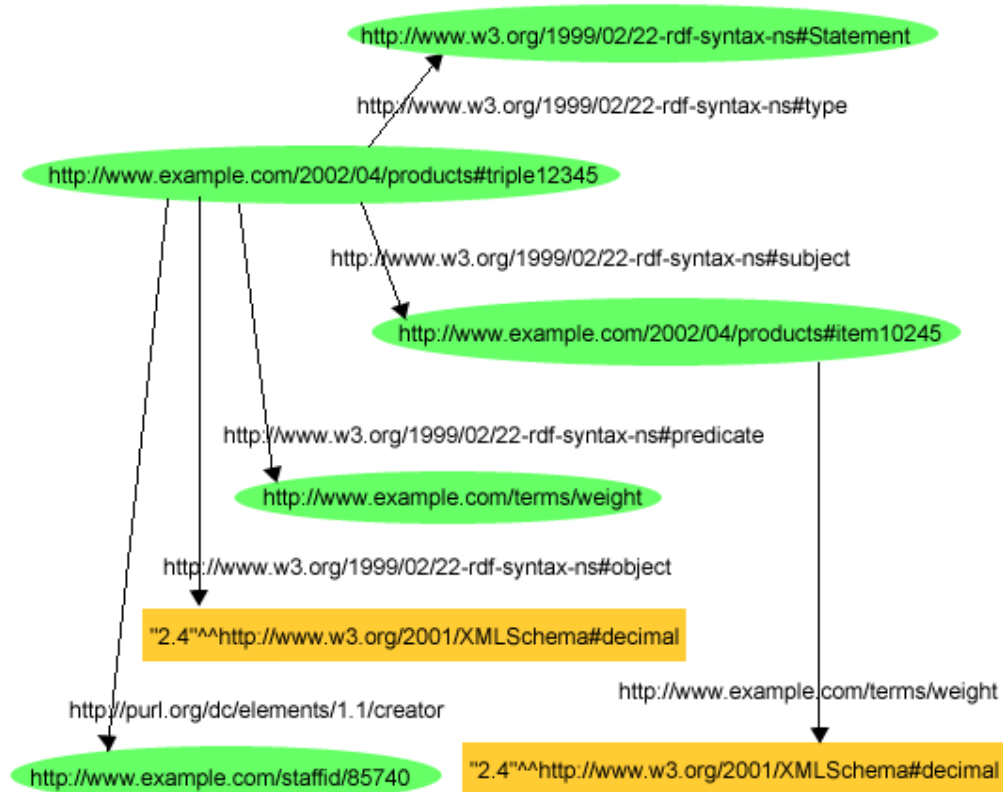 http://www.w3.org/1999/02/22-rdf-syntax-ns#Statement
http://www.w3.org/1999/02/22-rdf-syntax-ns#type
http://www.example.com/2002/04/products#triple12345
http://www.w3.org/1999/02/22-rdf-syntax-ns#subject
http://www.example.com/2002/04/products#item10245
http://www.w3.org/1999/02/22-rdf-syntax-ns#predicate
http://www.example.com/terms/weight
http://www.w3.org/1999/02/22-rdf-syntax-ns#object
"2.4"^^http://www.w3.org/2001/XMLSchema#decimal
http://www.example.com/terms/weight
http://purl.org/dc/elements/1.1/creator
http://www.example.com/staffid/85740
"2.4"^^http://www.w3.org/2001/XMLSchema#decimal